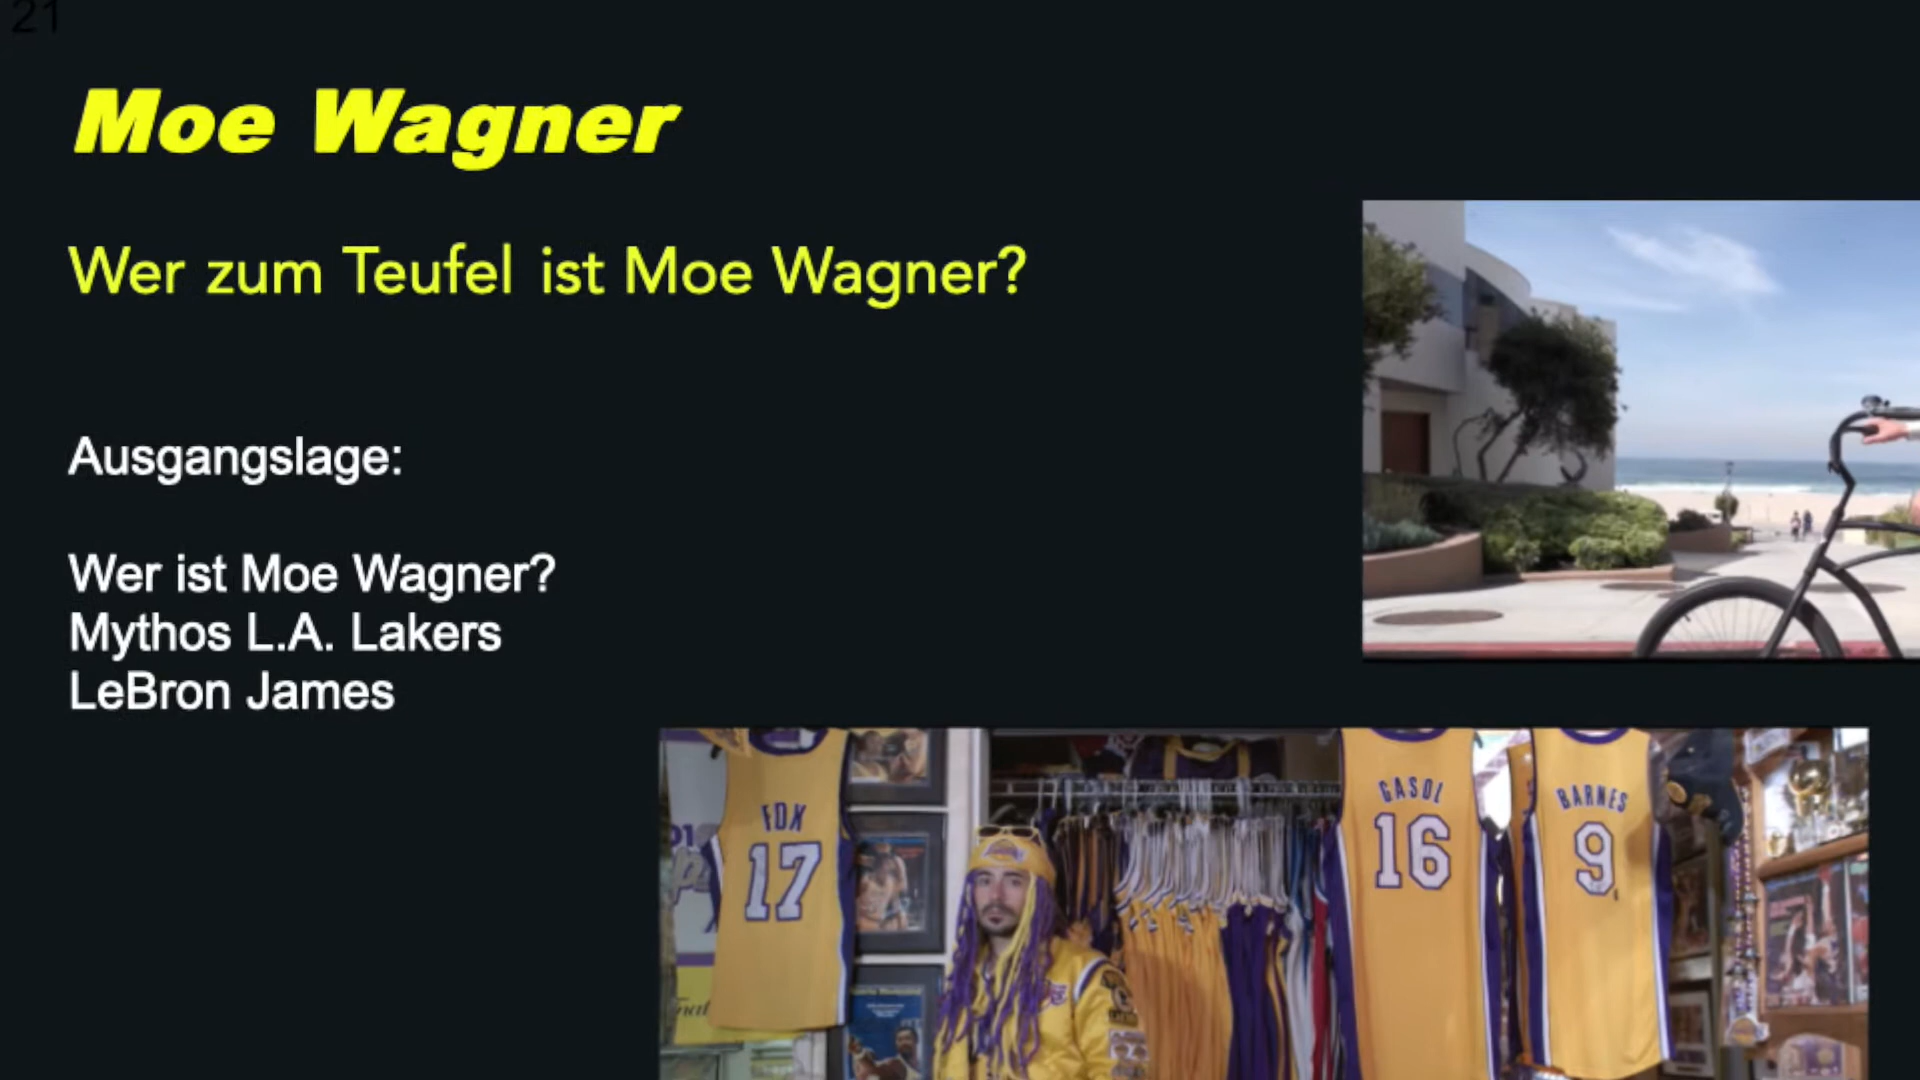 21
Moe Wagner
Wer zum Teufel ist Moe Wagner?
Ausgangslage:
Wer ist Moe Wagner?
Mythos L.A. Lakers
LeBron James
FOX
17
GASOL
16
BARNES
9